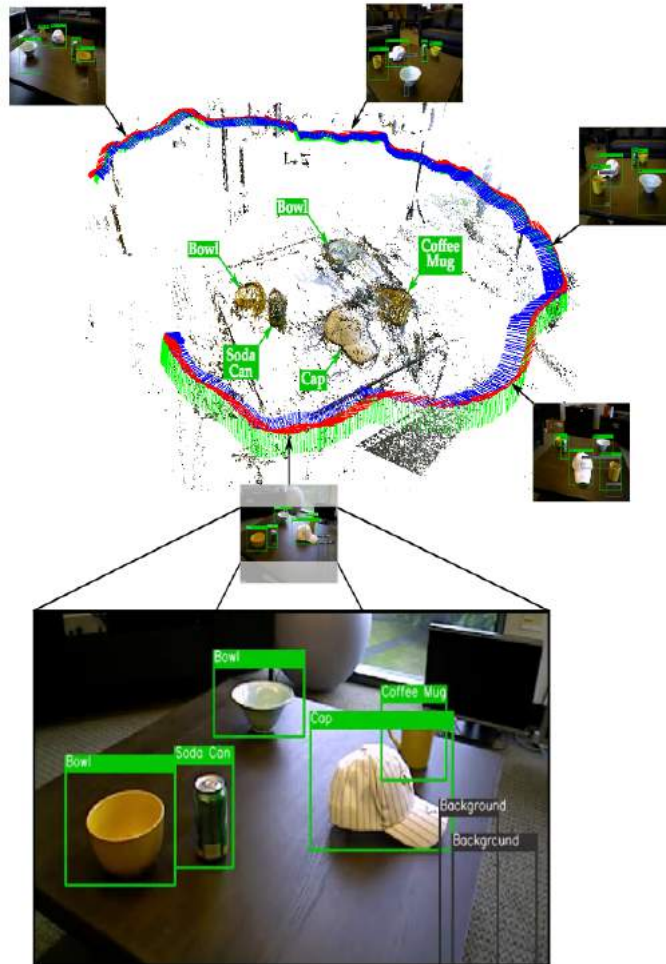 Bowl
Bowl
Coffee
Mug
Soda
Can
Cap
Bowl
Coffee Mug
Cap
Soda Can
Bowl
Background
Background